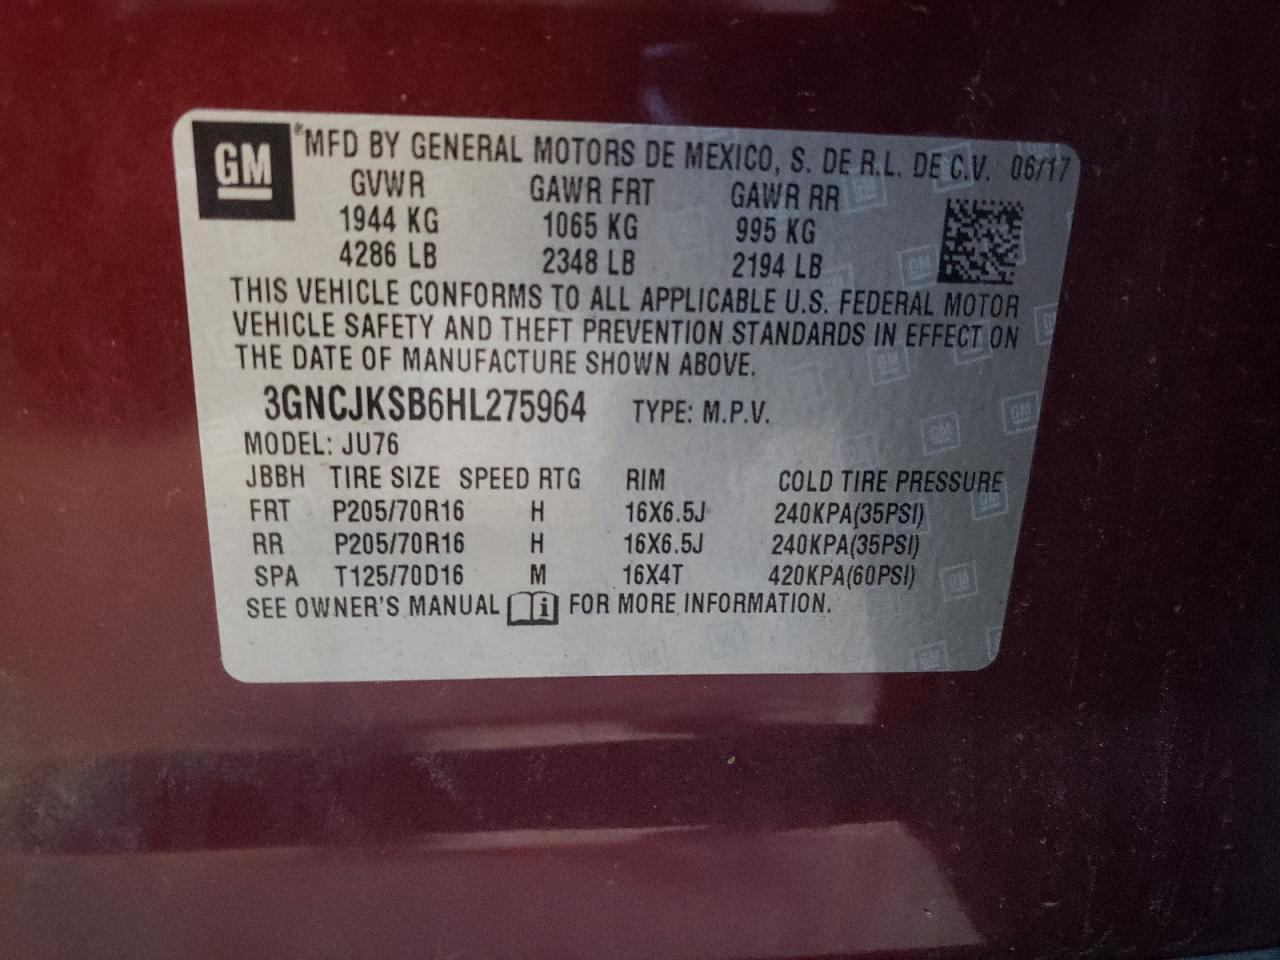 GM
MFD BY GENERAL MOTORS DE MEXICO, S. DE R.L. DE C.V. 06/17
GVWR GAWR FRT GAWR RR
1944 KG 1065 KG 995 KG
4286 LB 2348 LB 2194 LB
THIS VEHICLE CONFORMS TO ALL APPLICABLE U.S. FEDERAL MOTOR
VEHICLE SAFETY AND THEFT PREVENTION STANDARDS IN EFFECT ON
THE DATE OF MANUFACTURE SHOWN ABOVE.
3GNCJKSB6HL275964 TYPE: M.P.V.
MODEL: JU76
JBBH TIRE SIZE SPEED RTG RIM COLD TIRE PRESSURE
FRT P205/70R16 H 16X6.5J 240KPA(35PSI)
RR P205/70R16 H 16X6.5J 240KPA(35PSI)
SPA T125/70D16 M 16X4T 420KPA(60PSI)
SEE OWNER'S MANUAL FOR MORE INFORMATION.